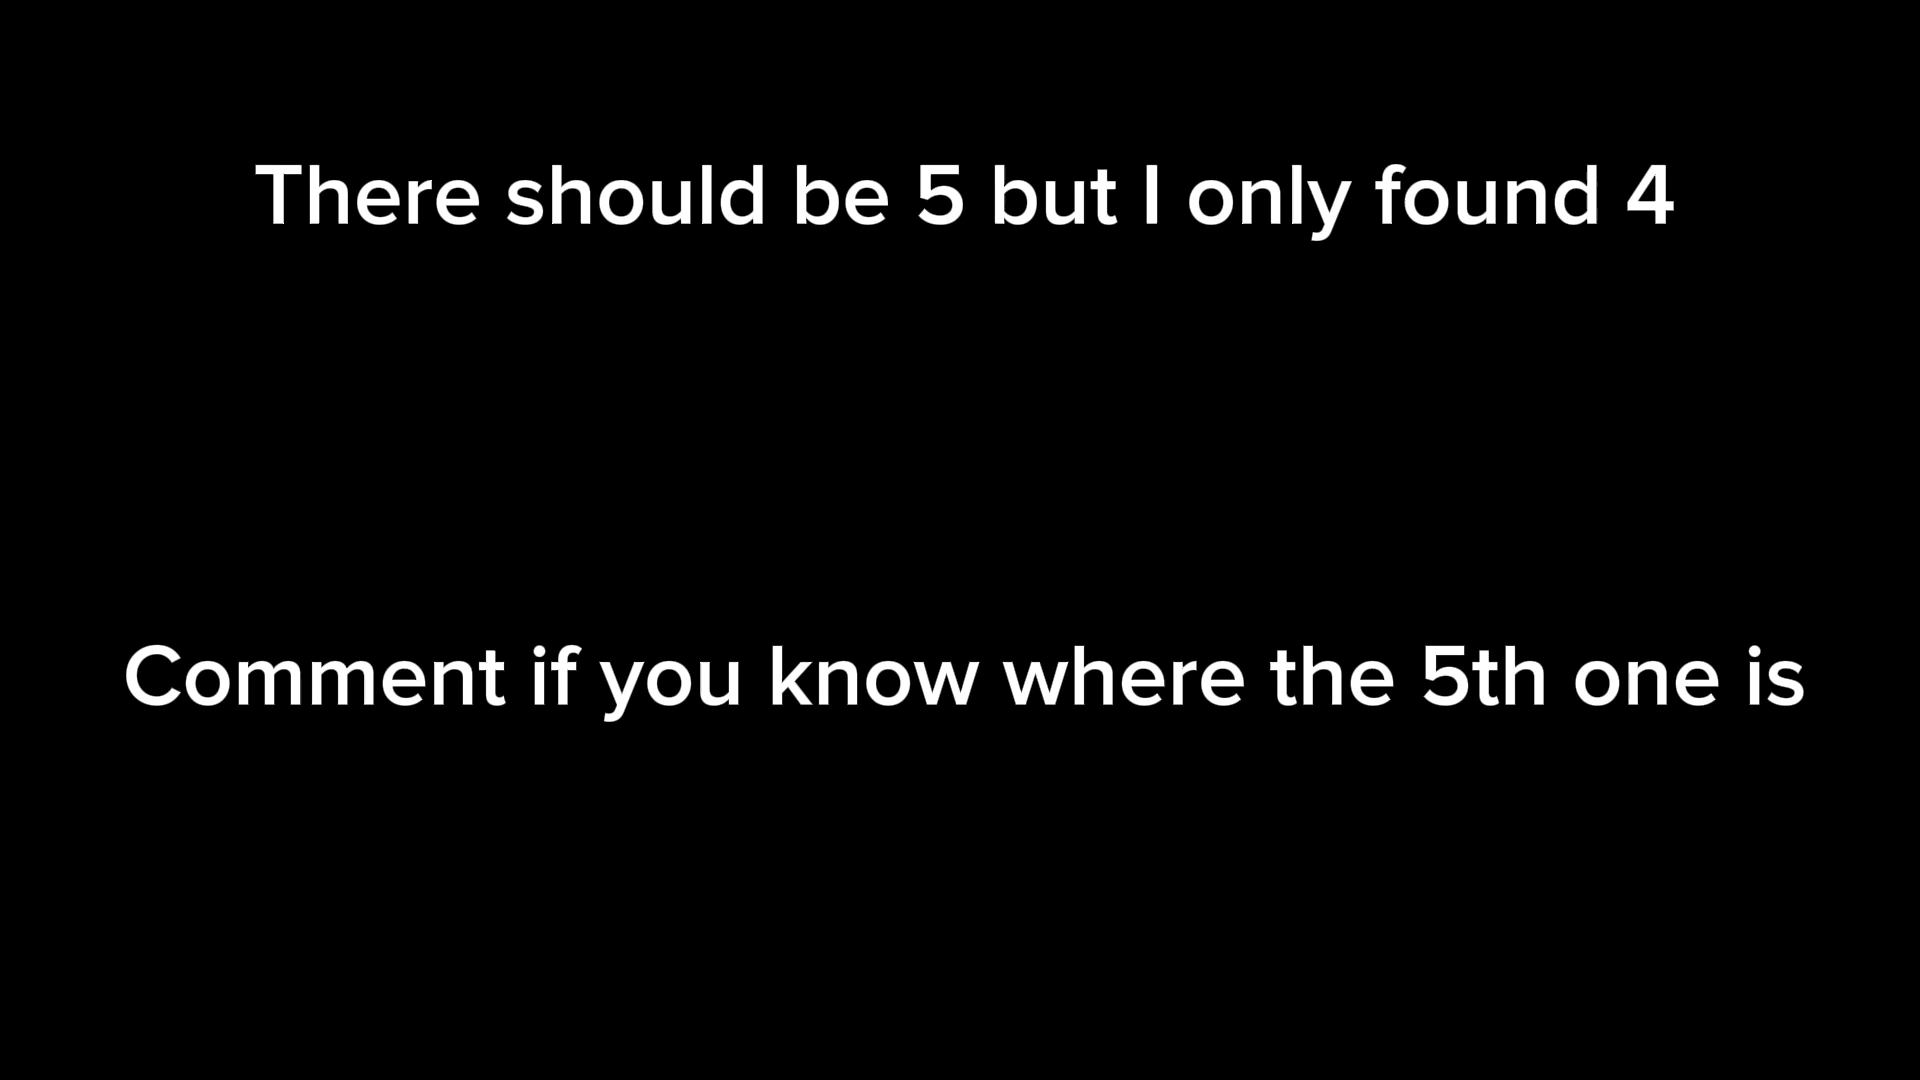 There should be 5 but I only found 4
Comment if you know where the 5th one is